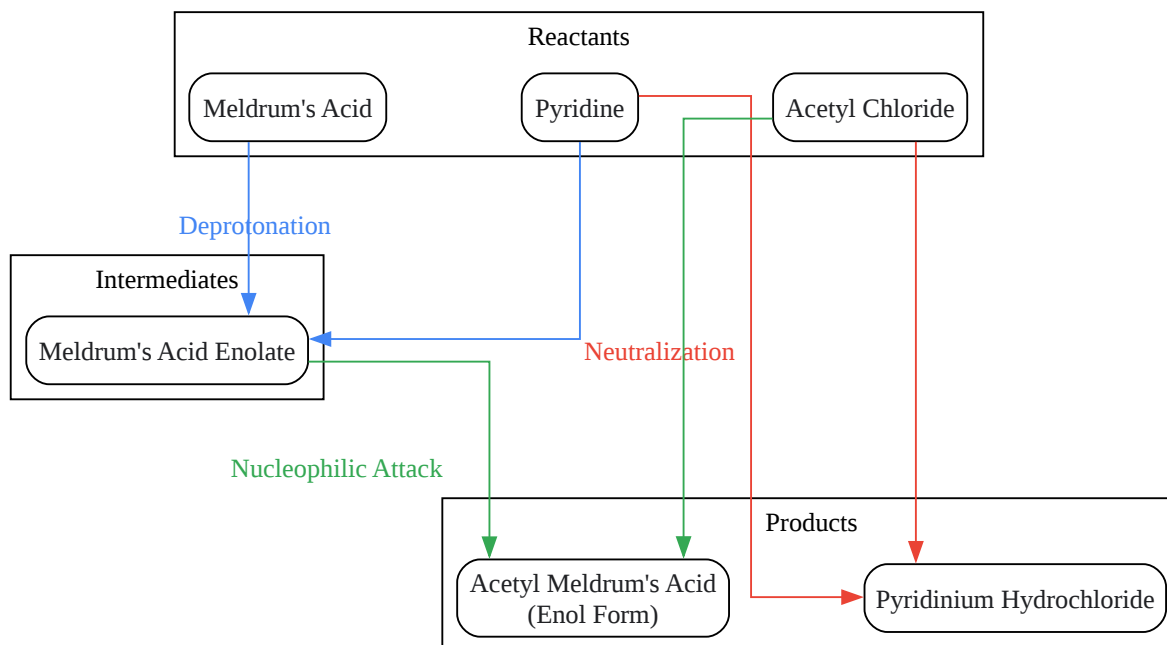 Reactants
Meldrum's Acid
Pyridine
Acetyl Chloride
Deprotonation
Intermediates
Meldrum's Acid Enolate
Neutralization
Nucleophilic Attack
Products
Acetyl Meldrum's Acid
(Enol Form)
Pyridinium Hydrochloride